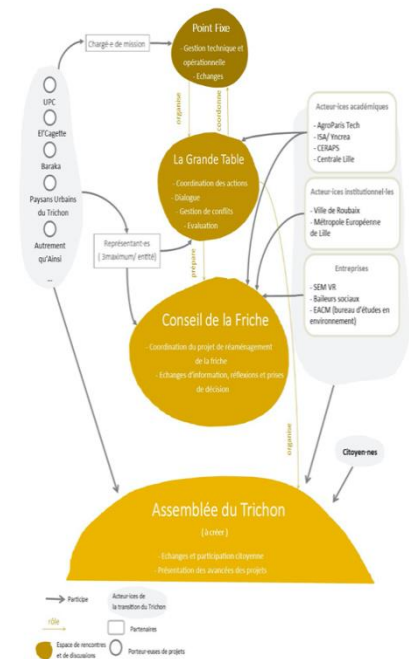 Point Fixe
- Gestion technique et
opérationnelle
- Echanges
Chargé·e de mission
organise
coordonne
UPC
El'Cagette
Baraka
Paysans Urbains
du Trichon
Autrement
qu'Ainsi
...
La Grande Table
- Coordination des actions
- Dialogue
- Gestion de conflits
- Evaluation
Représentant·es
( 3maximum/ entité)
prépare
Acteur·ices académiques
- AgroParis Tech
- ISA/ Yncrea
- CERAPS
- Centrale Lille
Acteur·ices institutionnel·les
- Ville de Roubaix
- Métropole Européenne
de Lille
Entreprises
- SEM VR
- Bailleurs sociaux
- EACM (bureau d'études en
environnement)
Conseil de la Friche
- Coordination du projet de réaménagement
de la friche
- Echanges d'information, réflexions et prises
de décision
organise
Citoyen·nes
Assemblée du Trichon
( à créer )
- Echanges et participation citoyenne
- Présentation des avancées des projets
Participe
rôle
Espace de rencontres
et de discussions
Acteur·ices de
la transition du Trichon
Partenaires
Porteur·euses de projets